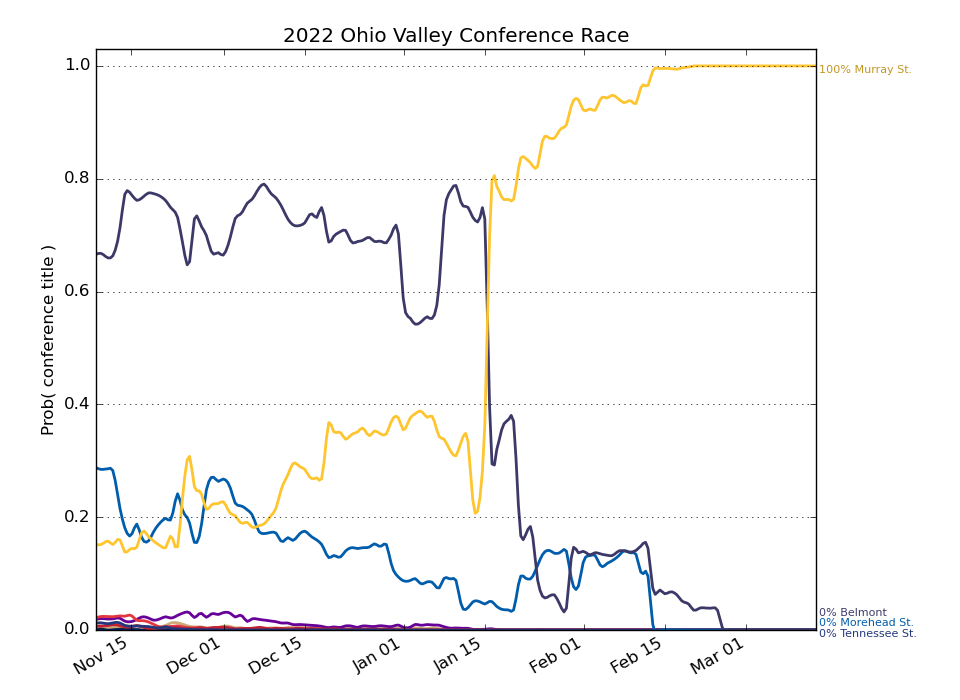 2022 Ohio Valley Conference Race
1.0
100% Murray St.
0.8
0.6
Prob( conference title )
0.4
0.2
0% Belmont
0% Morehead St.
0.0
0% Tennessee St.
Nov 15
Dec 01
Dec 15
Jan 01
Jan 15
Feb 01
Feb 15
Mar 01